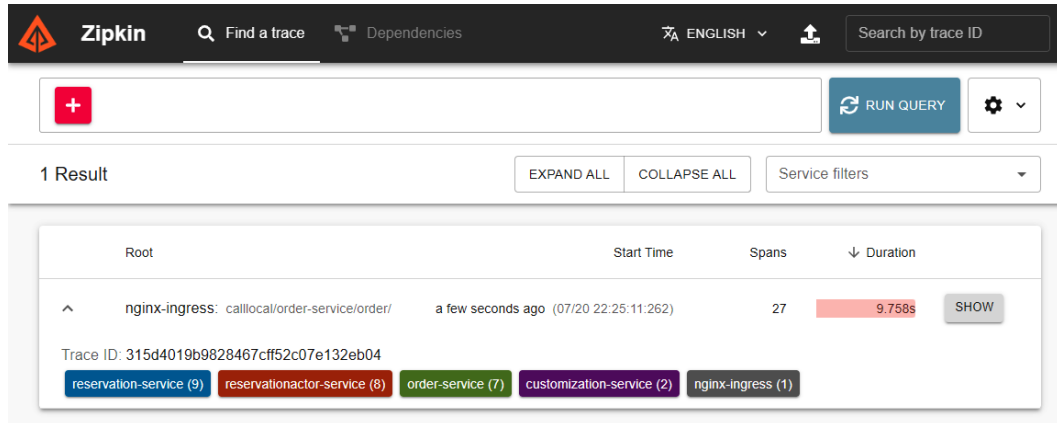 Zipkin Find a trace Dependencies ENGLISH Search by trace ID
RUN QUERY
1 Result EXPAND ALL COLLAPSE ALL Service filters
Root Start Time Spans Duration
nginx-ingress: calllocal/order-service/order/ a few seconds ago (07/20 22:25:11:262) 27 9.758s SHOW
Trace ID: 315d4019b9828467cff52c07e132eb04
reservation-service (9) reservationactor-service (8) order-service (7) customization-service (2) nginx-ingress (1)